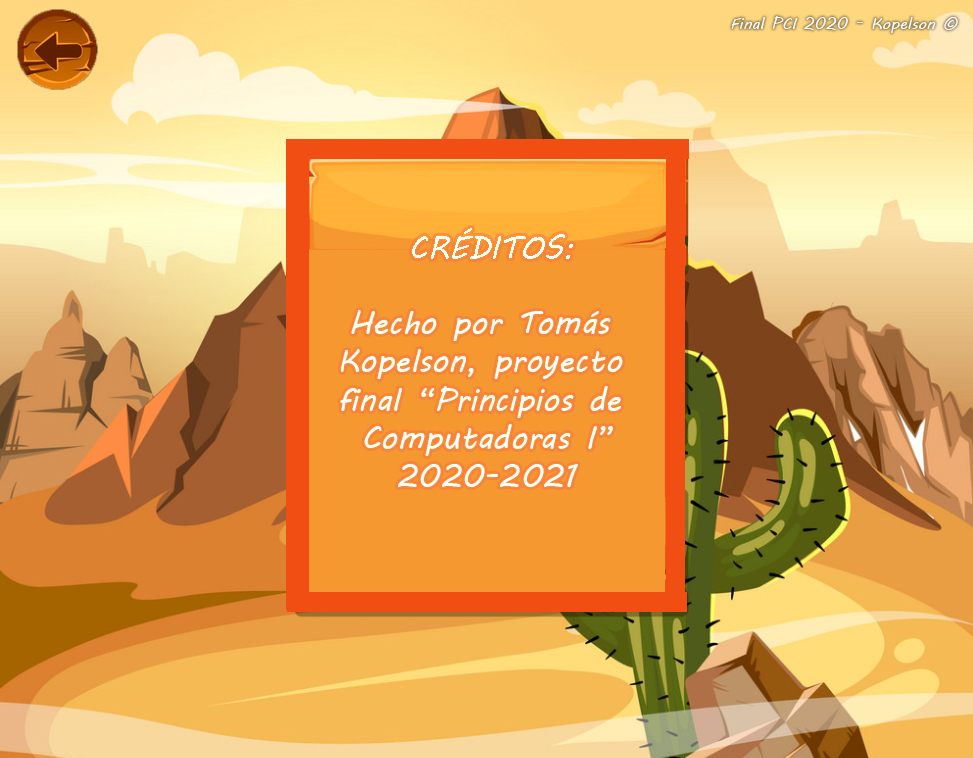 Final PCI 2020 - Kopelson ©
CRÉDITOS:
Hecho por Tomás
Kopelson, proyecto
final “Principios de
Computadoras I”
2020-2021